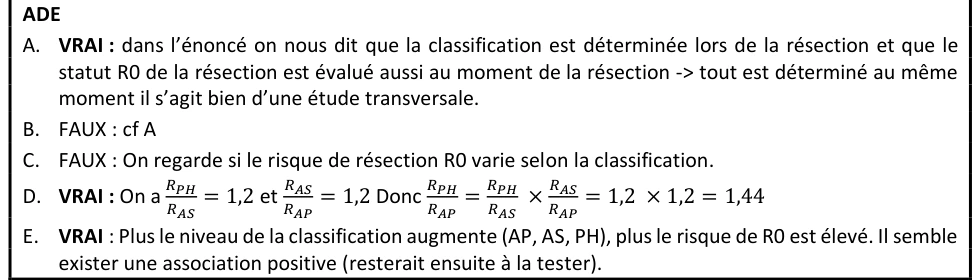 ADE
A. VRAI : dans l’énoncé on nous dit que la classification est déterminée lors de la résection et que le
statut R0 de la résection est évalué aussi au moment de la résection -> tout est déterminé au même
moment il s’agit bien d’une étude transversale.
B. FAUX : cf A
C. FAUX : On regarde si le risque de résection R0 varie selon la classification.
D. VRAI : On a R_PH/R_AS = 1,2 et R_AS/R_AP = 1,2 Donc R_PH/R_AP = R_PH/R_AS × R_AS/R_AP = 1,2 × 1,2 = 1,44
E. VRAI : Plus le niveau de la classification augmente (AP, AS, PH), plus le risque de R0 est élevé. Il semble
exister une association positive (resterait ensuite à la tester).